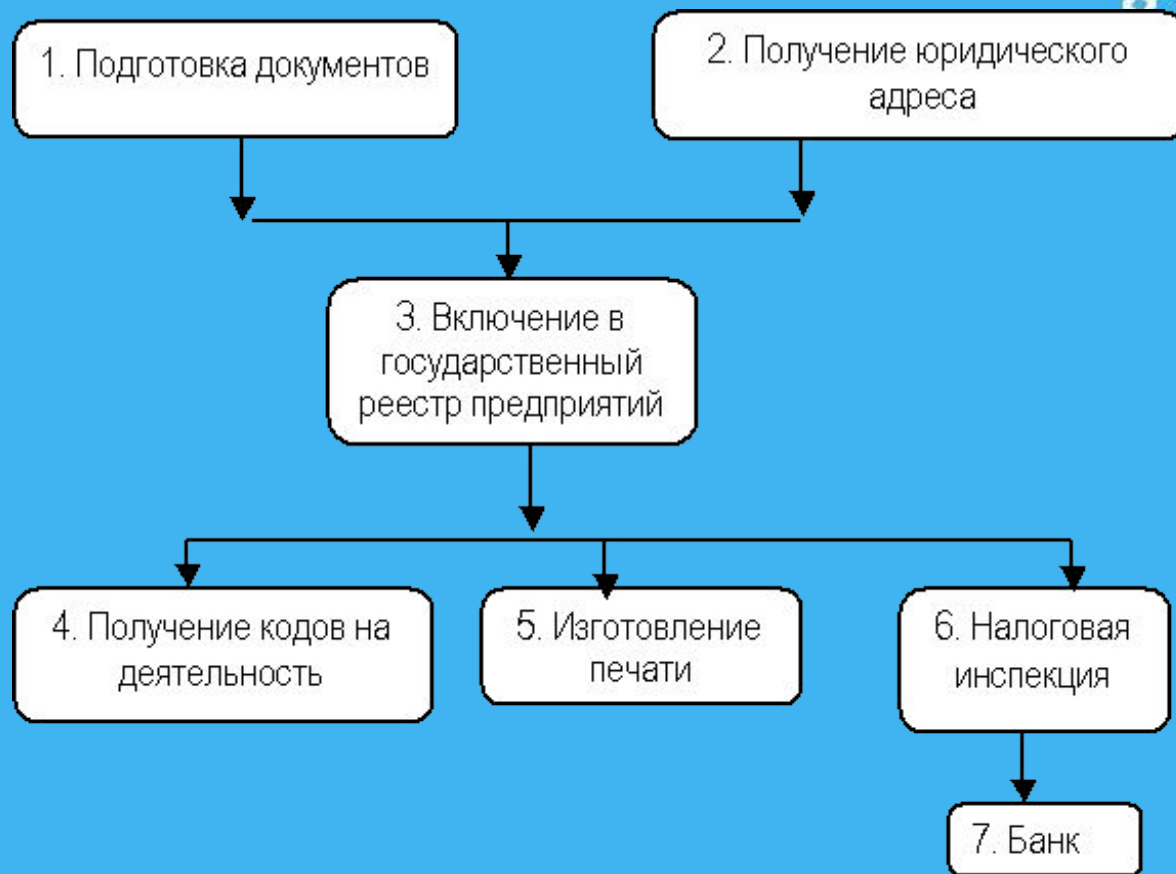 1. Подготовка документов
2. Получение юридического
адреса
3. Включение в
государственный
реестр предприятий
4. Получение кодов на
деятельность
5. Изготовление
печати
6. Налоговая
инспекция
7. Банк